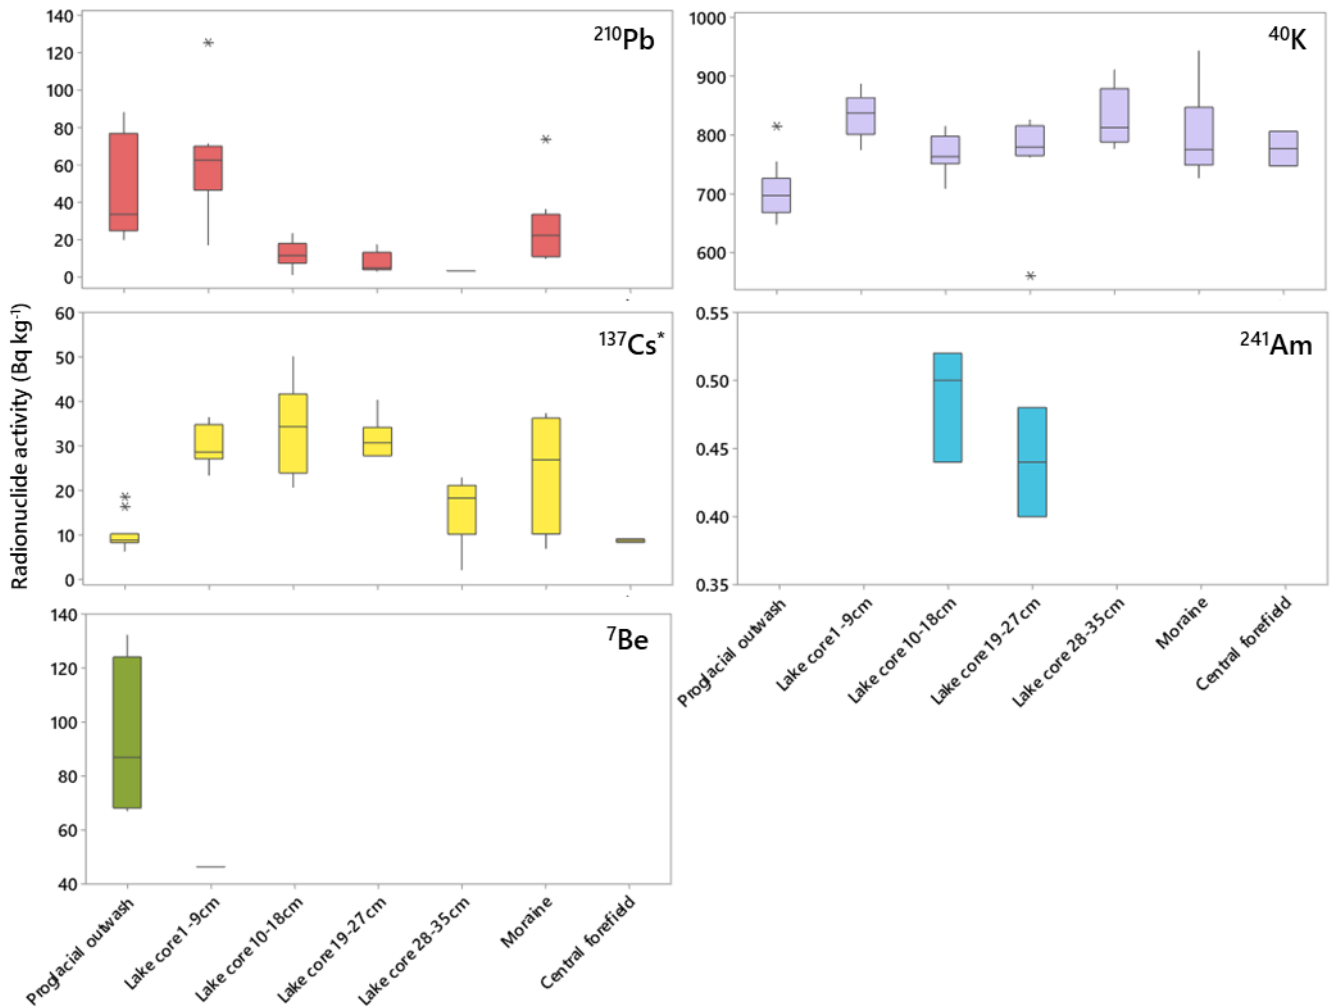 Radionuclide activity (Bq kg⁻¹)
²¹⁰Pb
140
120
100
80
60
40
20
0
⁴⁰K
1000
900
800
700
600
¹³⁷Cs*
60
50
40
30
20
10
0
²⁴¹Am
0.55
0.50
0.45
0.40
0.35
Proglacial outwash
Lake core 1-9cm
Lake core 10-18cm
Lake core 19-27cm
Lake core 28-35cm
Moraine
Central forefield
⁷Be
140
120
100
80
60
40
Proglacial outwash
Lake core 1-9cm
Lake core 10-18cm
Lake core 19-27cm
Lake core 28-35cm
Moraine
Central forefield